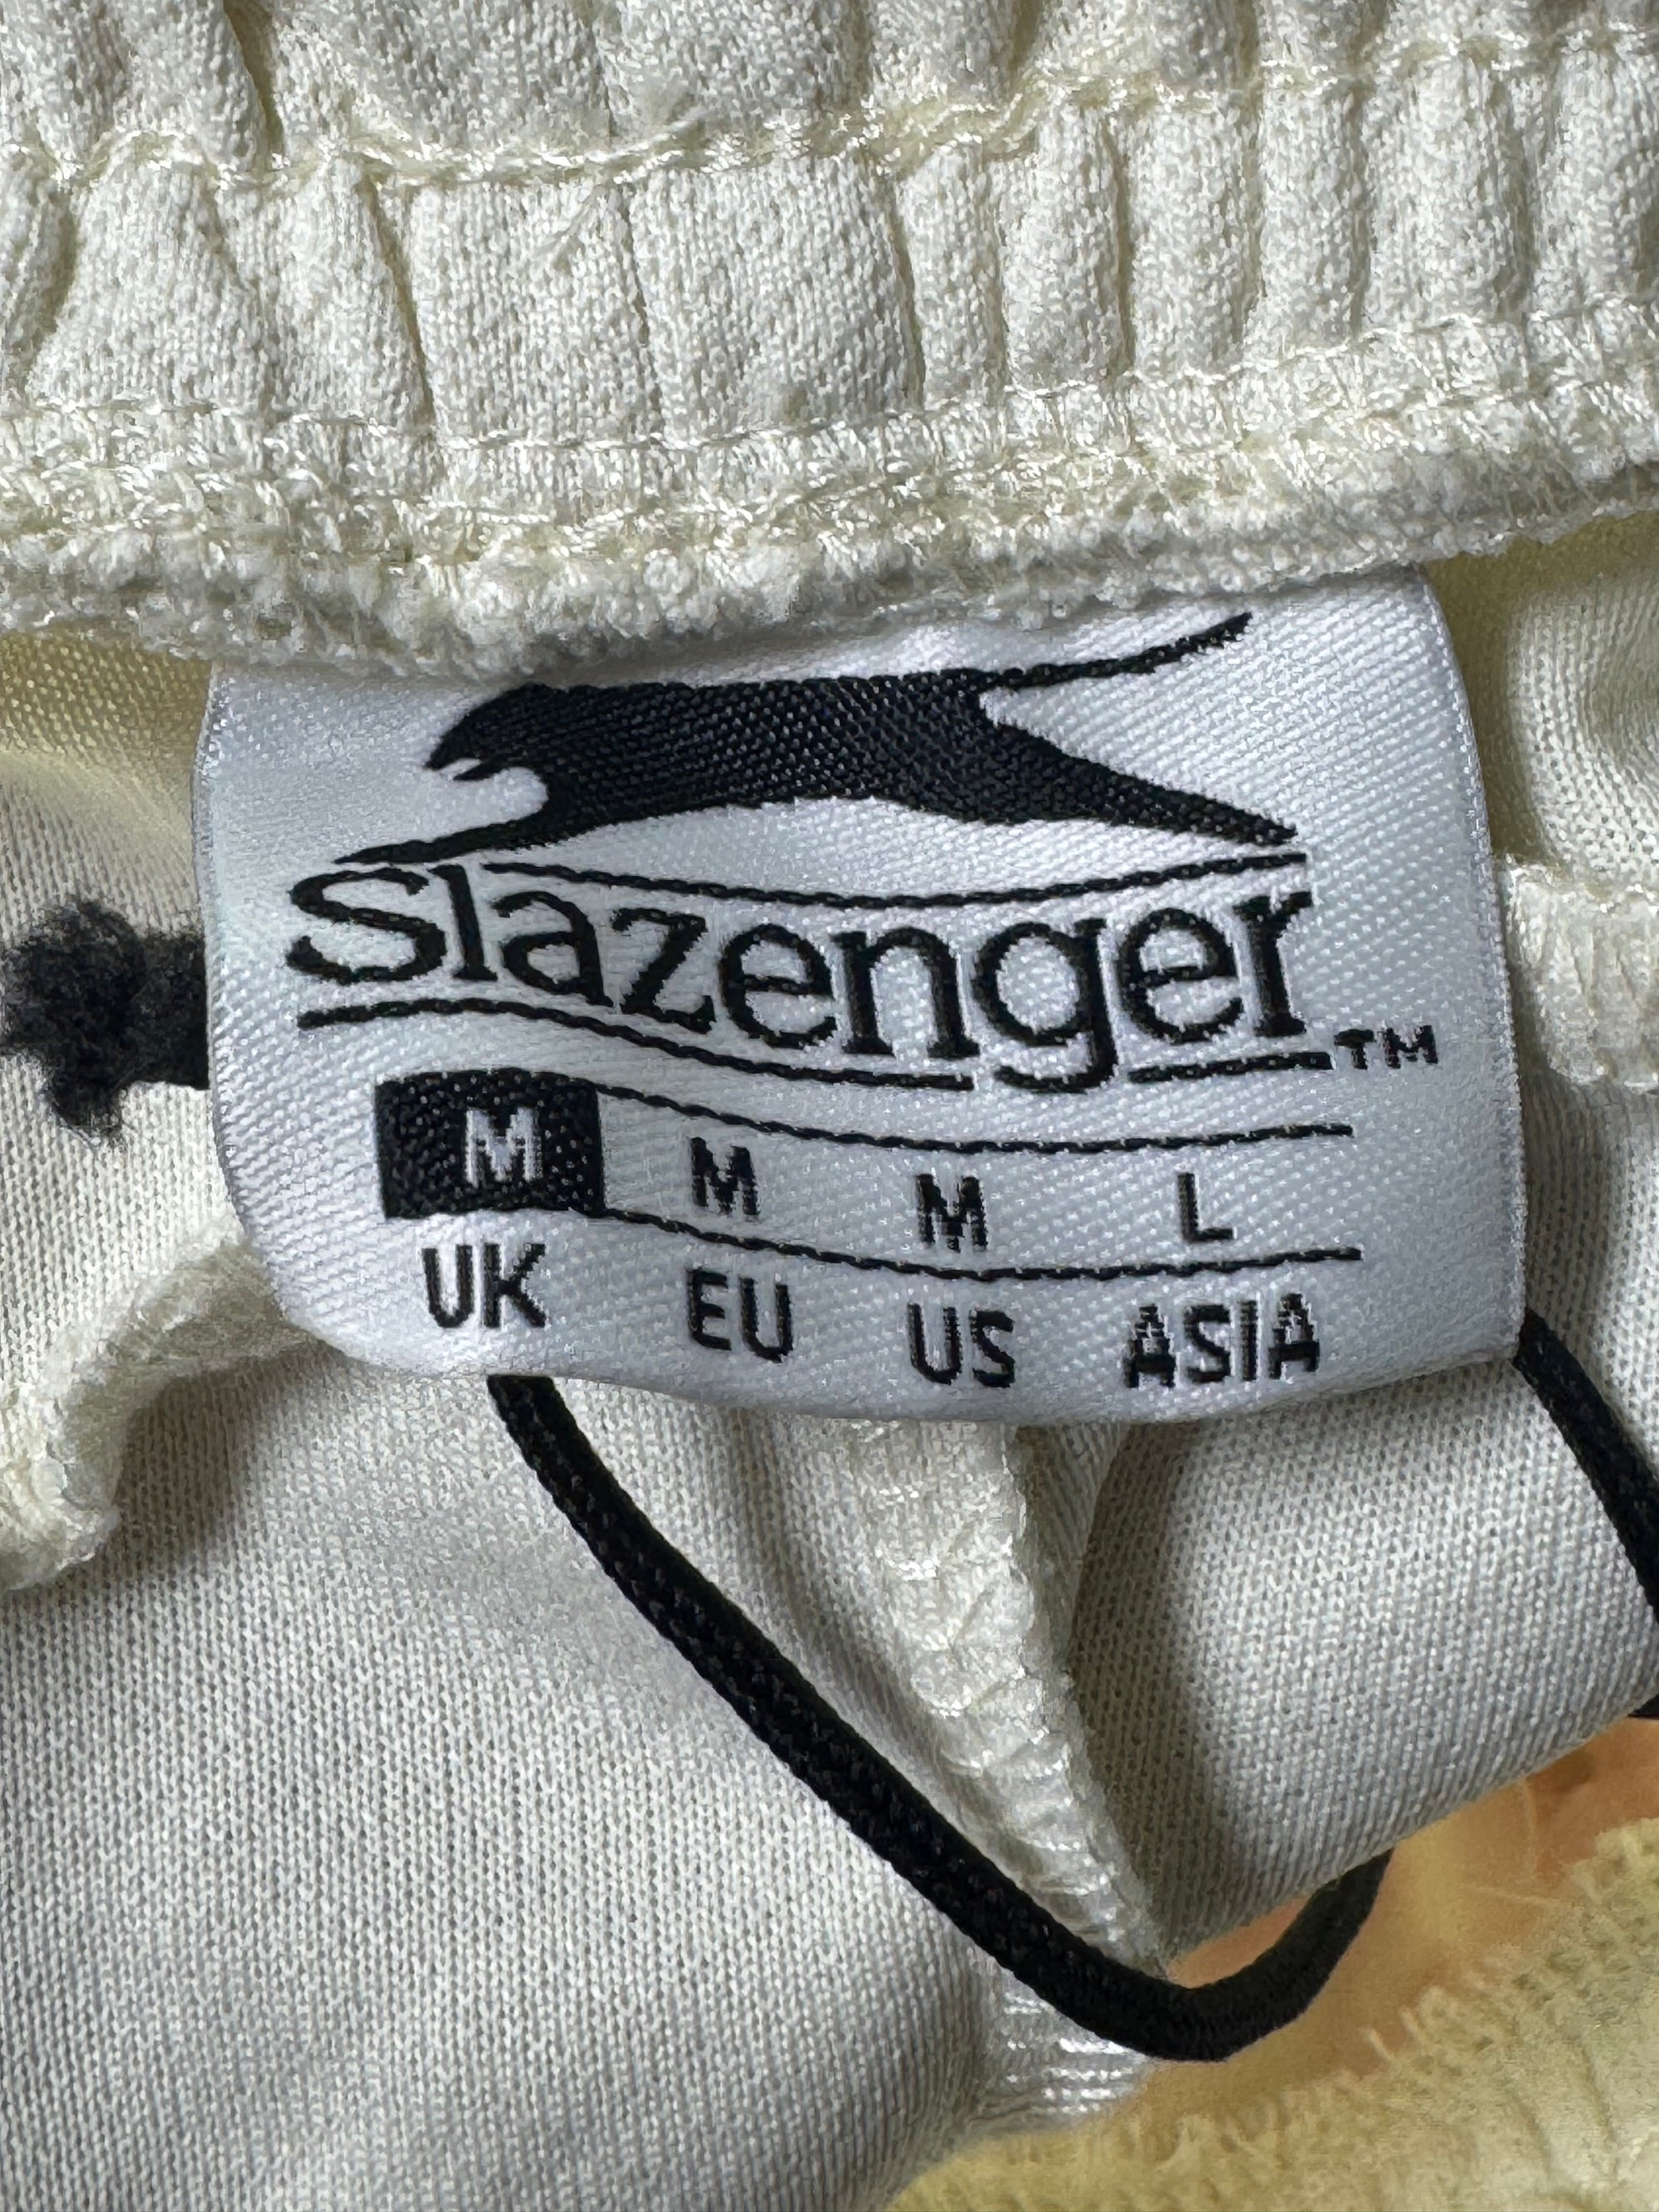 Slazenger™
M M M L
UK EU US ASIA